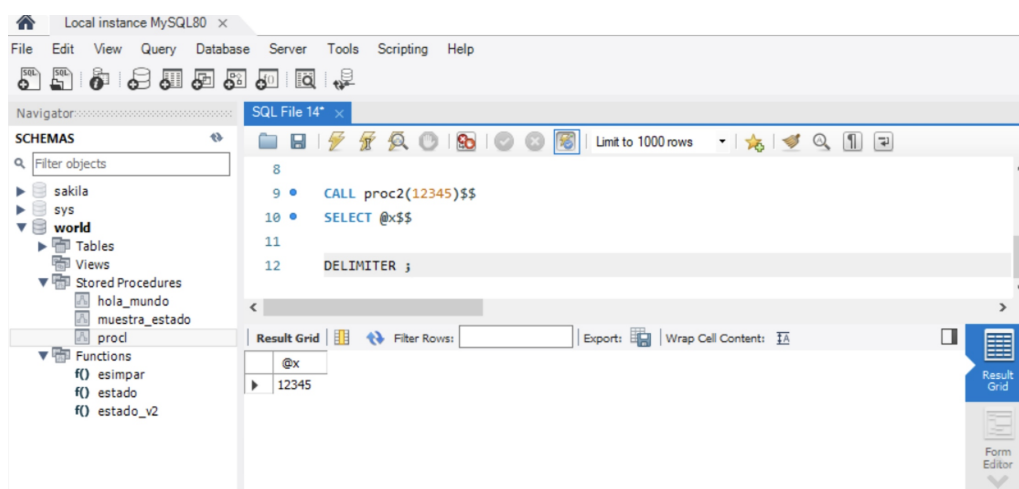 Local instance MySQL80 ×
File Edit View Query Database Server Tools Scripting Help
Navigator
SQL File 14* ×
SCHEMAS
Filter objects
Limit to 1000 rows
sakila
sys
world
Tables
Views
Stored Procedures
hola_mundo
muestra_estado
procl
Functions
f() esimpar
f() estado
f() estado_v2
8
9 CALL proc2(12345)$$
10 SELECT @x$$
11
12 DELIMITER ;
Result Grid Filter Rows: Export: Wrap Cell Content: IA
@x
12345
Result
Grid
Form
Editor